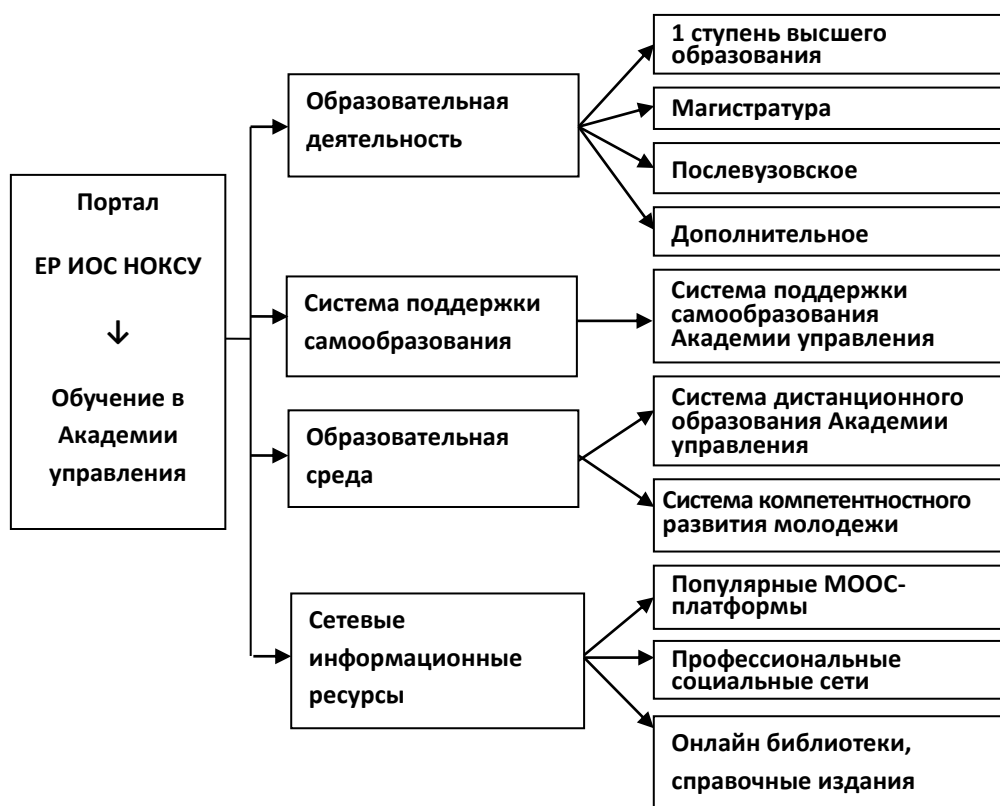 Портал
ЕР ИОС НОКСУ
↓
Обучение в
Академии
управления
Образовательная
деятельность
1 ступень высшего
образования
Магистратура
Послевузовское
Дополнительное
Система поддержки
самообразования
Система поддержки
самообразования
Академии управления
Образовательная
среда
Система дистанционного
образования Академии
управления
Система компетентностного
развития молодежи
Сетевые
информационные
ресурсы
Популярные МООС-
платформы
Профессиональные
социальные сети
Онлайн библиотеки,
справочные издания